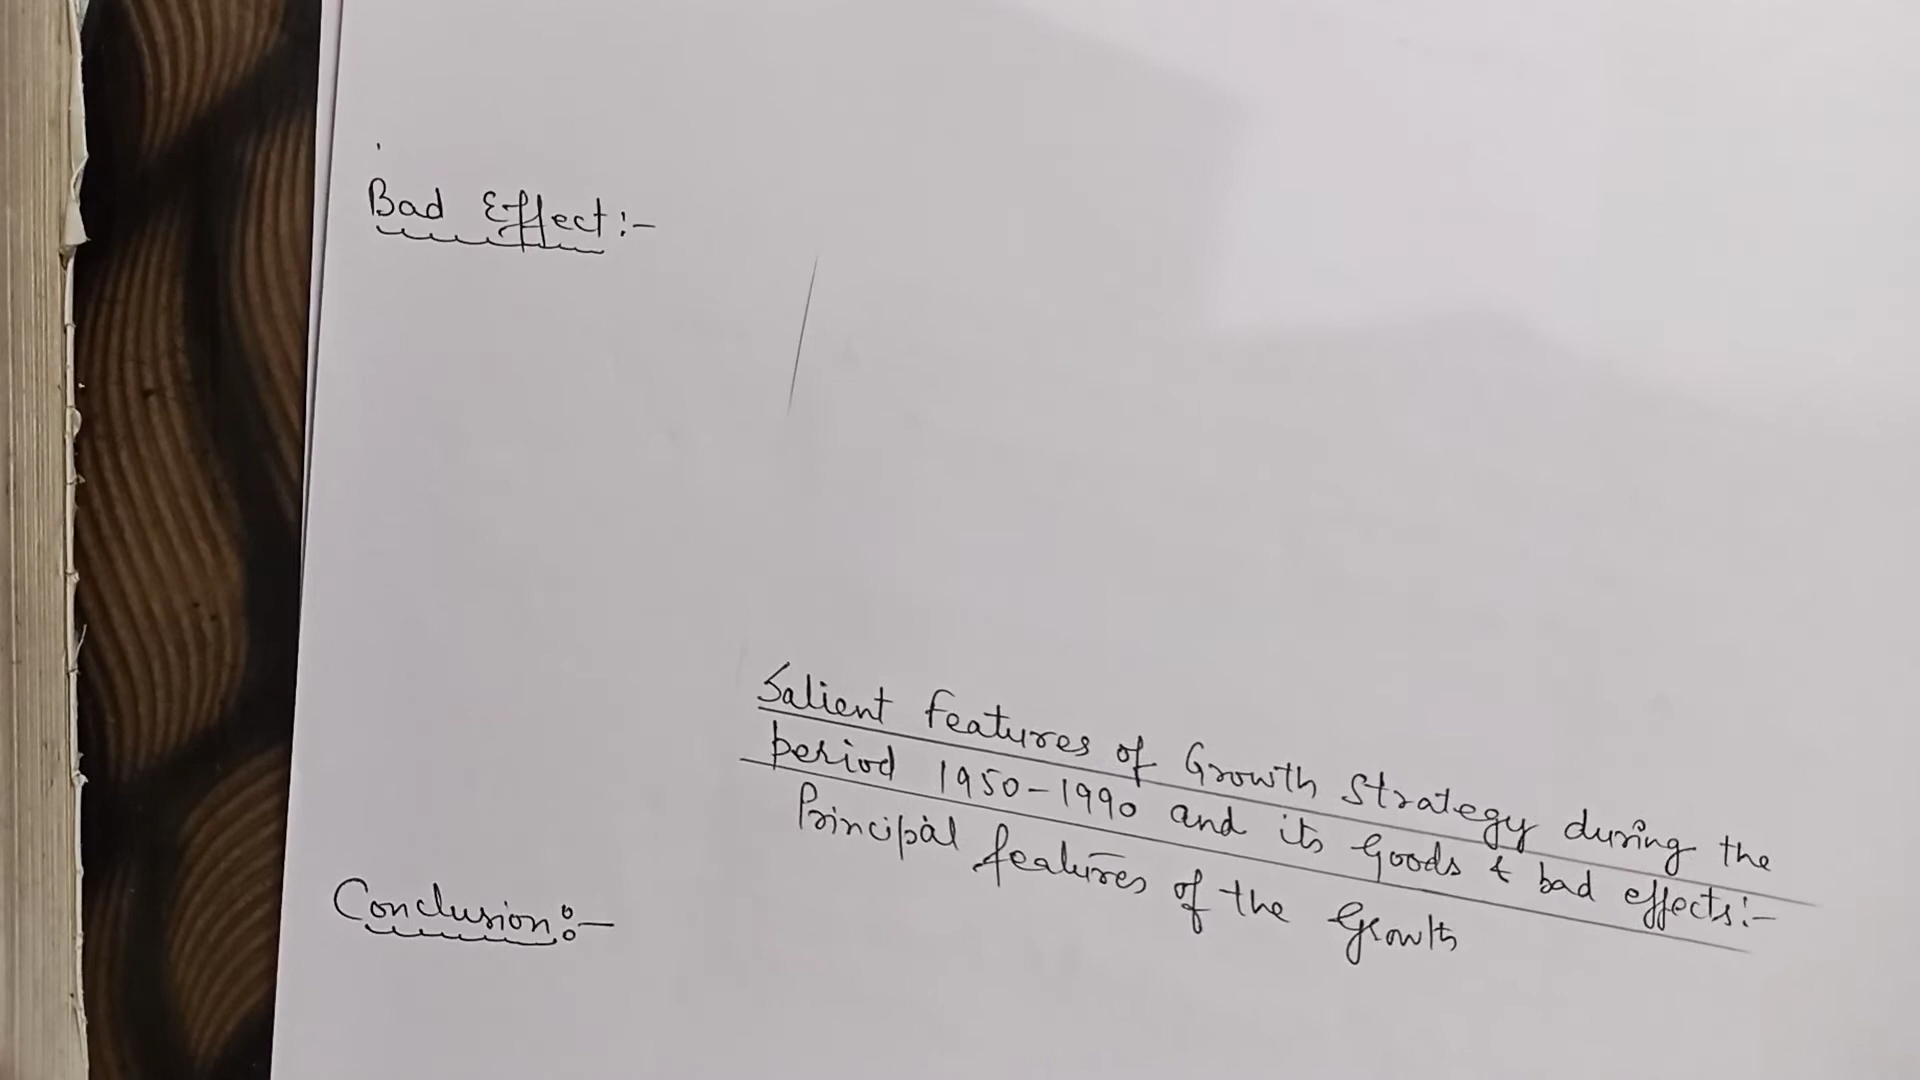 Bad Effect:-
Salient features of Growth Strategy during the
period 1950-1990 and its Goods & bad effects:-
Principal features of the Growth
Conclusion:-